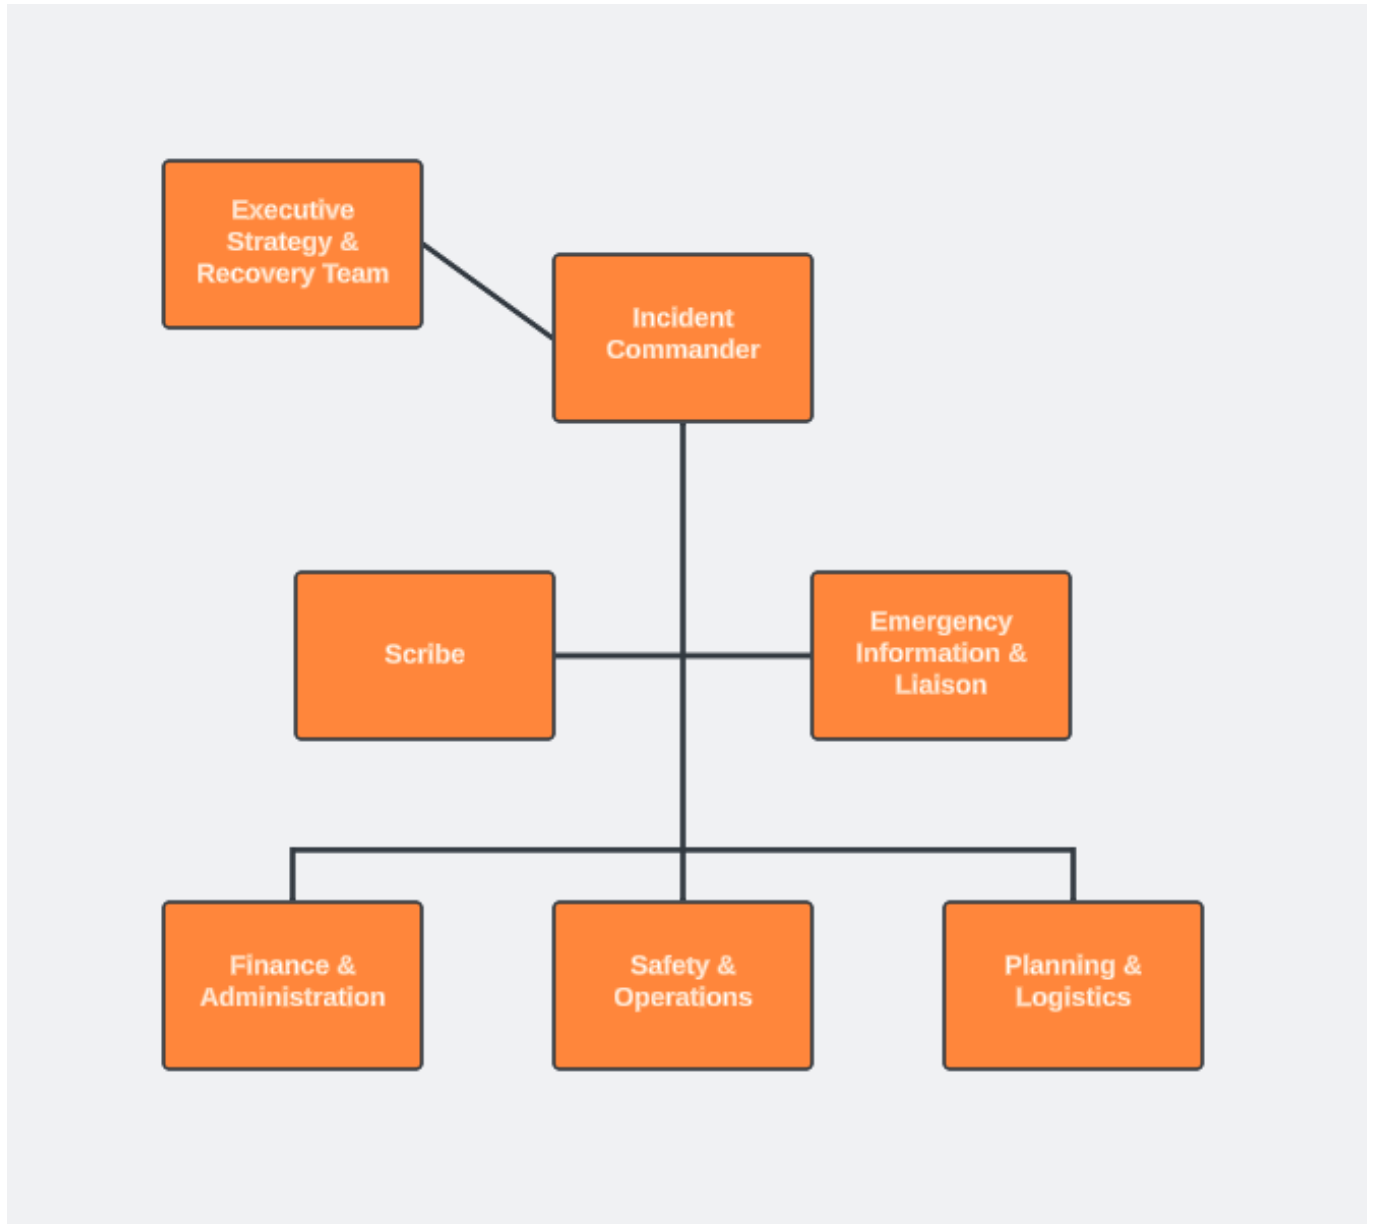 Executive
Strategy &
Recovery Team
Incident
Commander
Scribe
Emergency
Information &
Liaison
Finance &
Administration
Safety &
Operations
Planning &
Logistics